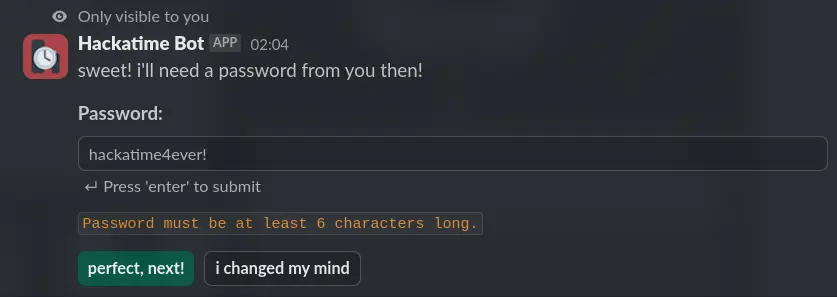 Only visible to you
Hackatime Bot APP 02:04
sweet! i'll need a password from you then!
Password:
hackatime4ever!
↵ Press 'enter' to submit
Password must be at least 6 characters long.
perfect, next! i changed my mind